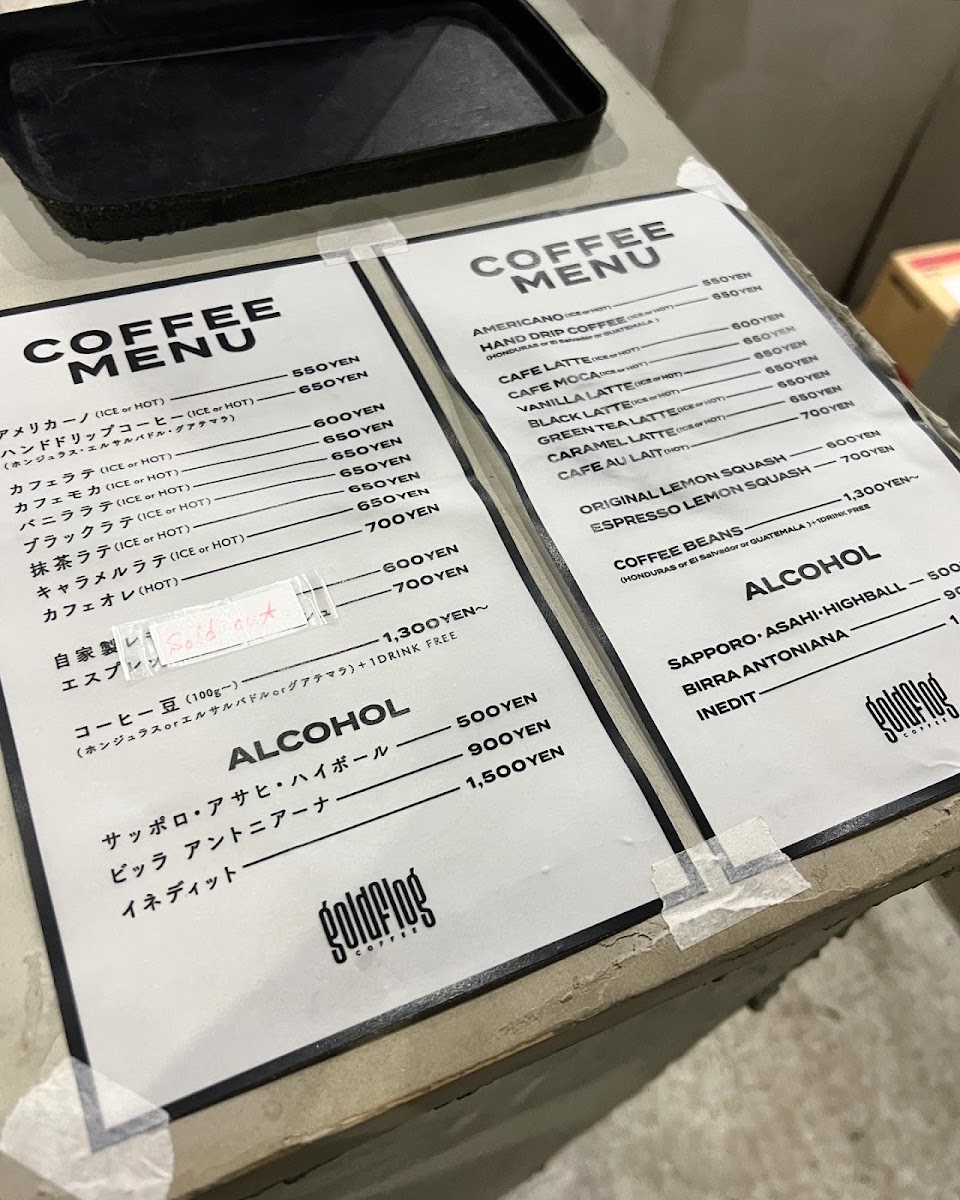 COFFEE
MENU
アメリカーノ (ICE or HOT) 550YEN
ハンドドリップコーヒー (ICE or HOT) 650YEN
(ホンジュラス・エルサルバドル・グアテマラ)
カフェラテ (ICE or HOT) 600YEN
カフェモカ (ICE or HOT) 650YEN
バニララテ (ICE or HOT) 650YEN
ブラックラテ (ICE or HOT) 650YEN
抹茶ラテ (ICE or HOT) 650YEN
キャラメルラテ (ICE or HOT) 650YEN
カフェオレ (HOT) 700YEN
自家製レ 600YEN
エスプレッ シュ 700YEN
Sold out
コーヒー豆 (100g~) 1,300YEN~
(ホンジュラスorエルサルバドルorグアテマラ)+1DRINK FREE
ALCOHOL
サッポロ・アサヒ・ハイボール 500YEN
ビッラ アントニアーナ 900YEN
イネディット 1,500YEN
goldflog
COFFEE
COFFEE
MENU
AMERICANO (ICE or HOT) 550YEN
HAND DRIP COFFEE (ICE or HOT) 650YEN
(HONDURAS or El Salvador or GUATEMALA)
CAFE LATTE (ICE or HOT) 600YEN
CAFE MOCA (ICE or HOT) 650YEN
VANILLA LATTE (ICE or HOT) 650YEN
BLACK LATTE (ICE or HOT) 650YEN
GREEN TEA LATTE (ICE or HOT) 650YEN
CARAMEL LATTE (ICE or HOT) 650YEN
CAFE AU LAIT (HOT) 700YEN
ORIGINAL LEMON SQUASH 600YEN
ESPRESSO LEMON SQUASH 700YEN
COFFEE BEANS 1,300YEN~
(HONDURAS or El Salvador or GUATEMALA)+1DRINK FREE
ALCOHOL
SAPPORO・ASAHI・HIGHBALL 500
BIRRA ANTONIANA 90
INEDIT 1
goldflog
COFFEE